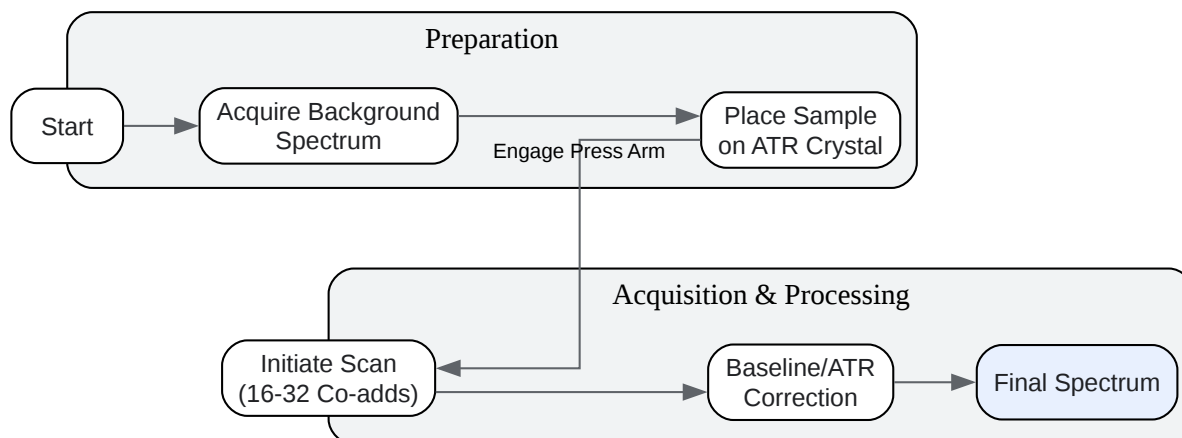 Preparation
Start
Acquire Background
Spectrum
Place Sample
on ATR Crystal
Engage Press Arm
Acquisition & Processing
Initiate Scan
(16-32 Co-adds)
Baseline/ATR
Correction
Final Spectrum